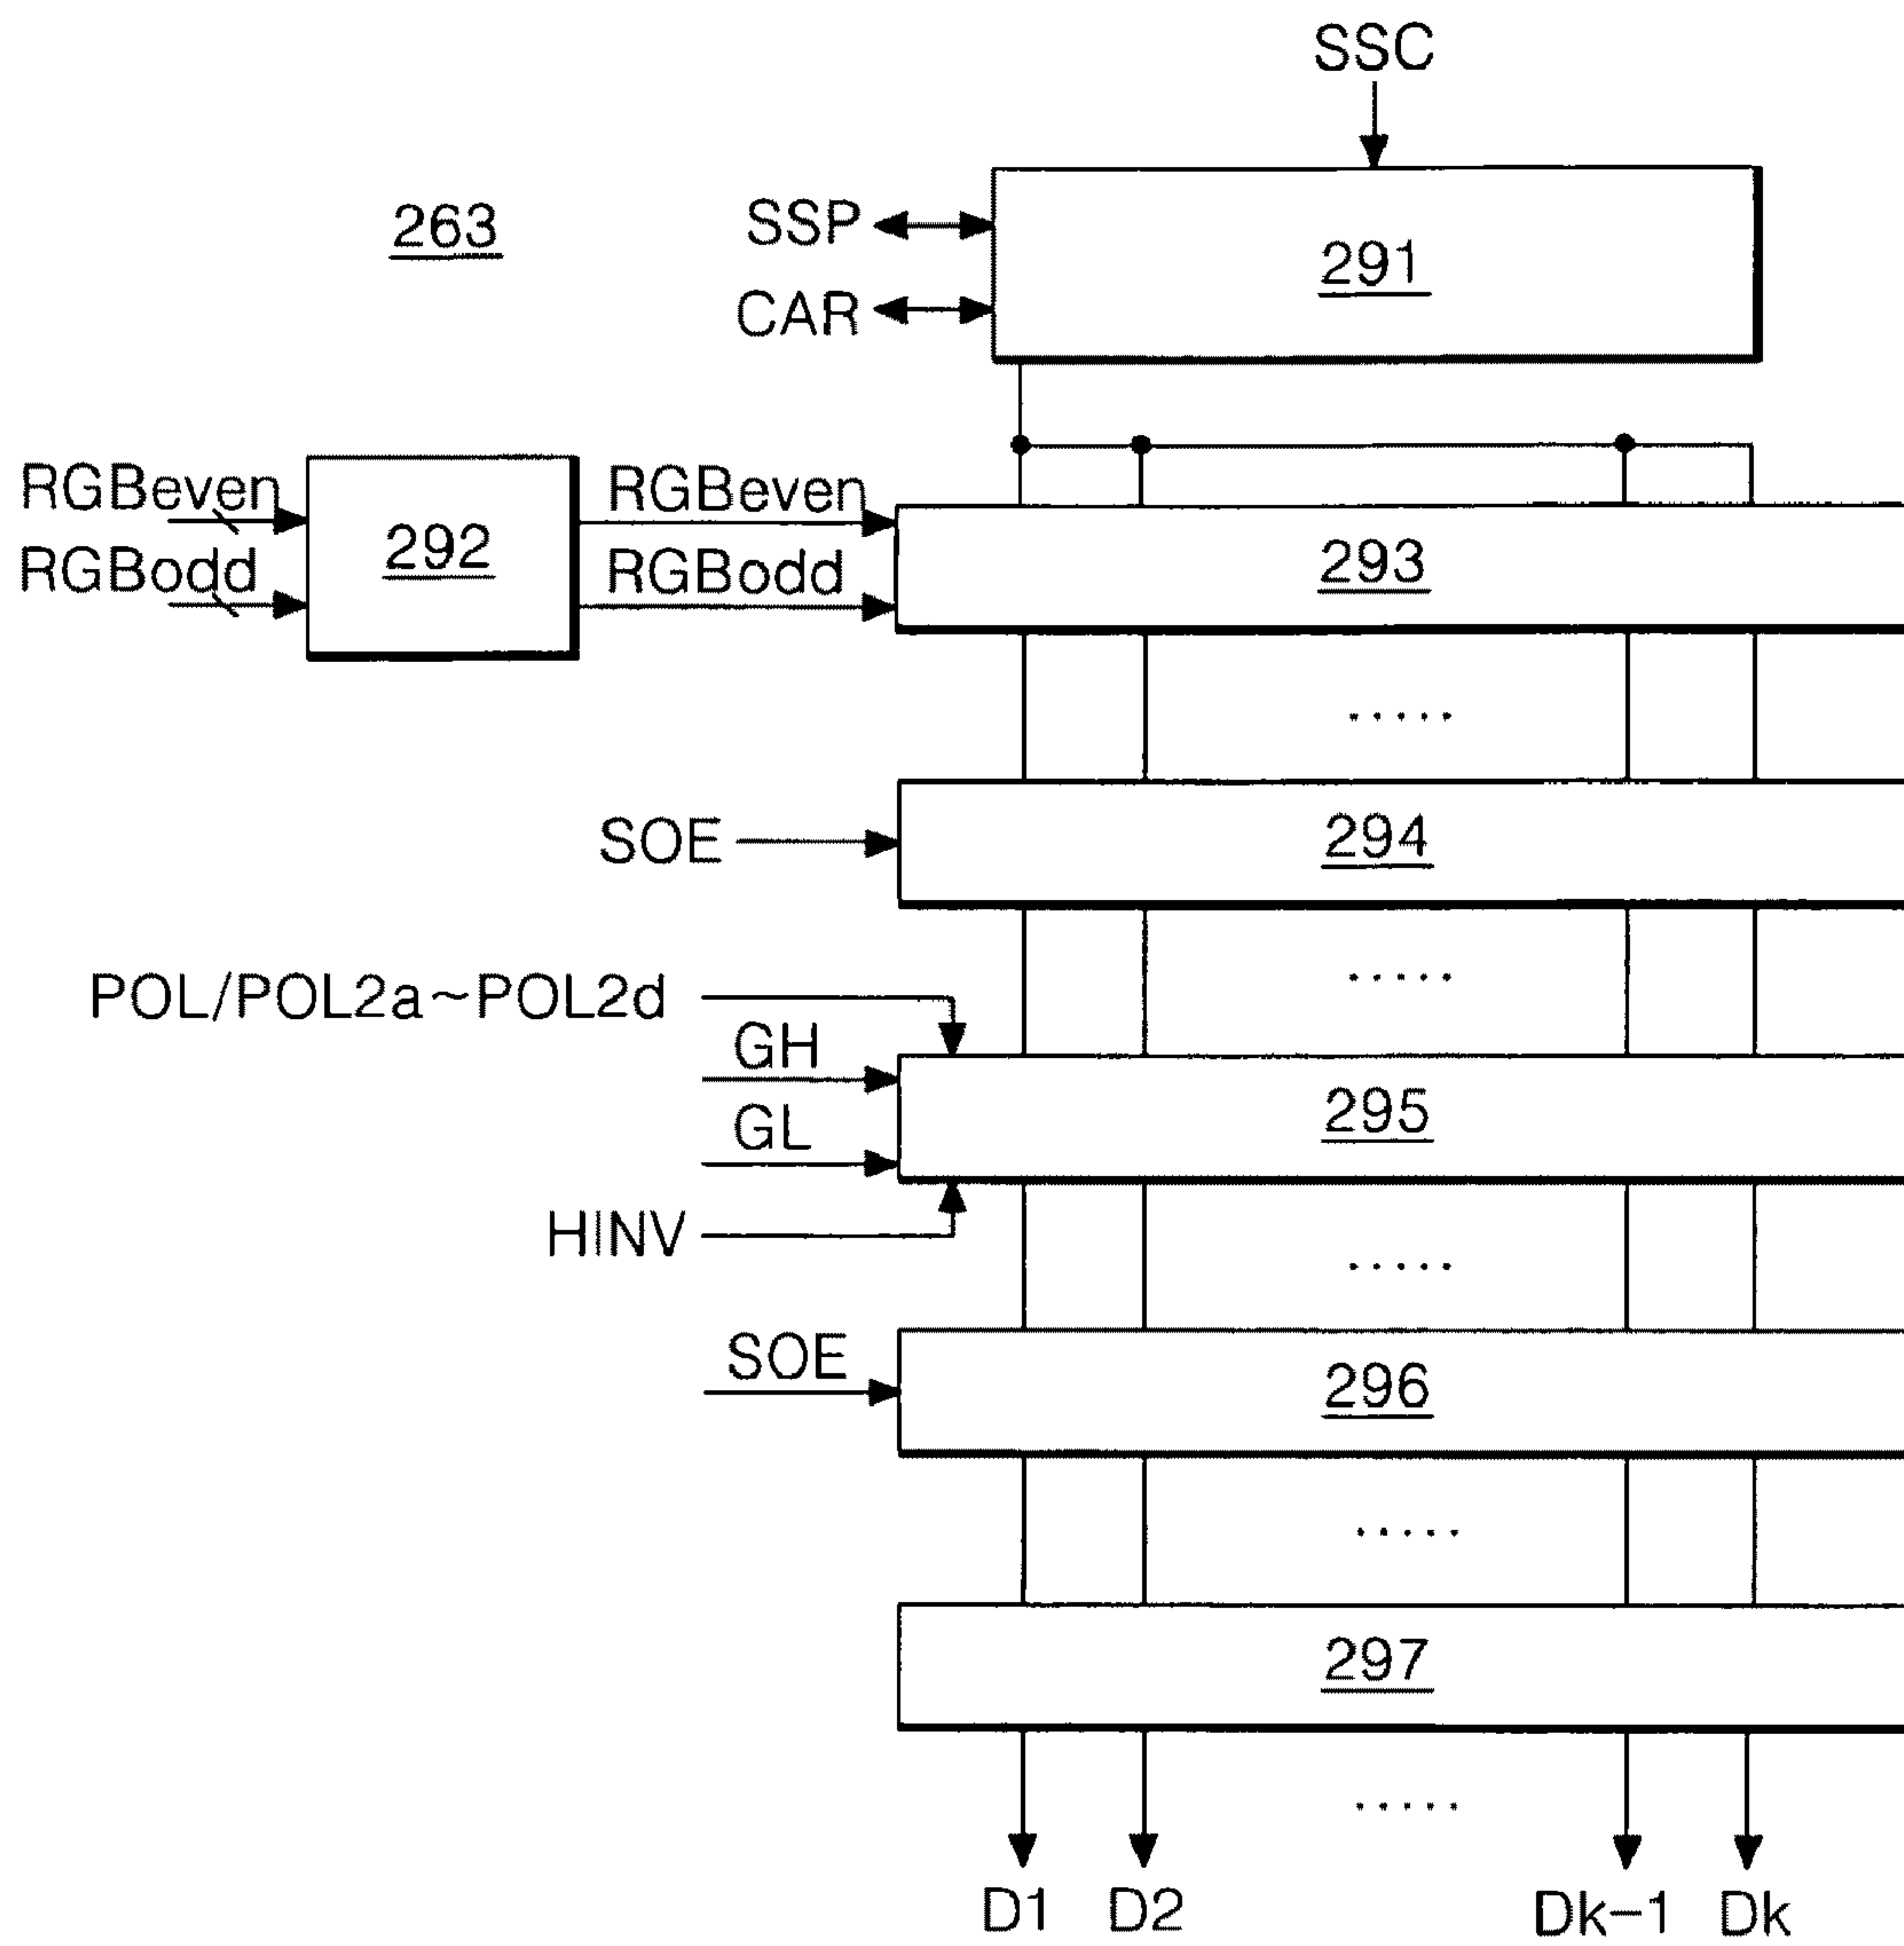 SSC
263
SSP
291
CAR
RGBeven
RGBeven
292
293
RGBodd
RGBodd
.....
SOE
294
.....
POL/POL2a~POL2d
GH
295
GL
HINV
.....
SOE
296
.....
297
.....
D1 D2 Dk-1 Dk